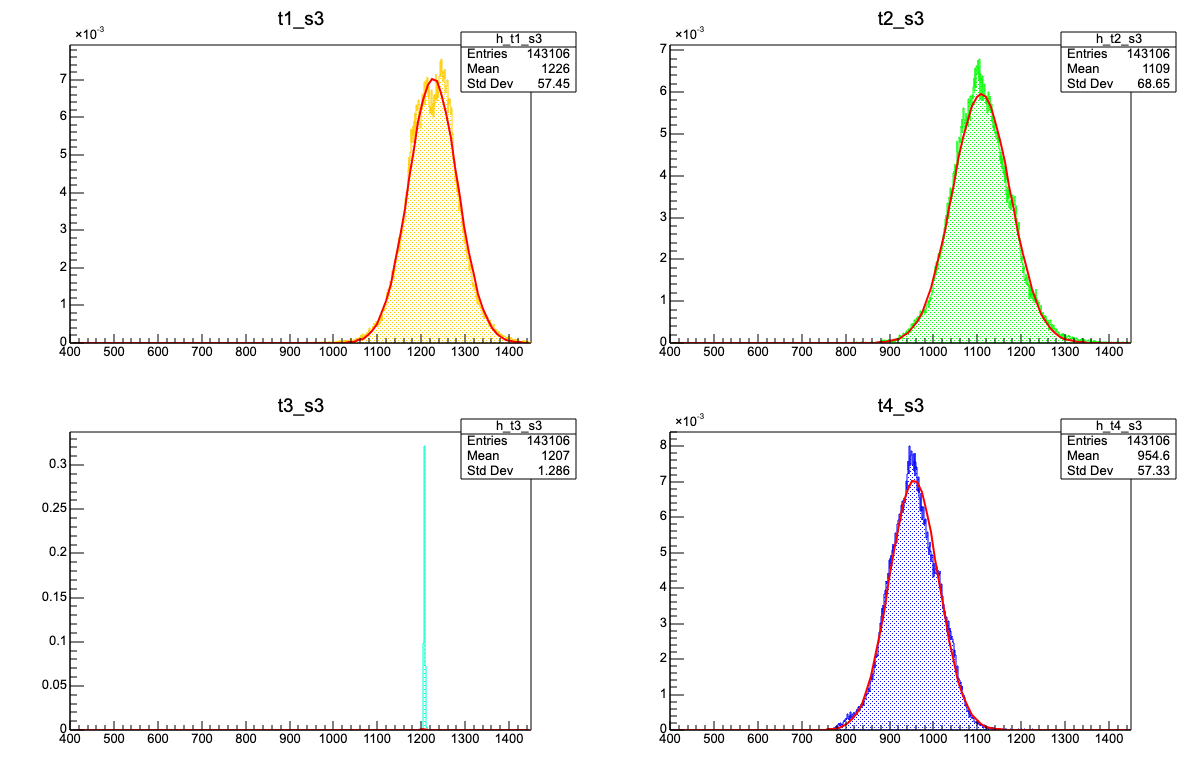 t1_s3
×10⁻³
h_t1_s3
Entries 143106
Mean 1226
Std Dev 57.45
7
6
5
4
3
2
1
0
400 500 600 700 800 900 1000 1100 1200 1300 1400
t2_s3
×10⁻³
h_t2_s3
Entries 143106
Mean 1109
Std Dev 68.65
7
6
5
4
3
2
1
0
400 500 600 700 800 900 1000 1100 1200 1300 1400
t3_s3
h_t3_s3
Entries 143106
Mean 1207
Std Dev 1.286
0.3
0.25
0.2
0.15
0.1
0.05
0
400 500 600 700 800 900 1000 1100 1200 1300 1400
t4_s3
×10⁻³
h_t4_s3
Entries 143106
Mean 954.6
Std Dev 57.33
8
7
6
5
4
3
2
1
0
400 500 600 700 800 900 1000 1100 1200 1300 1400